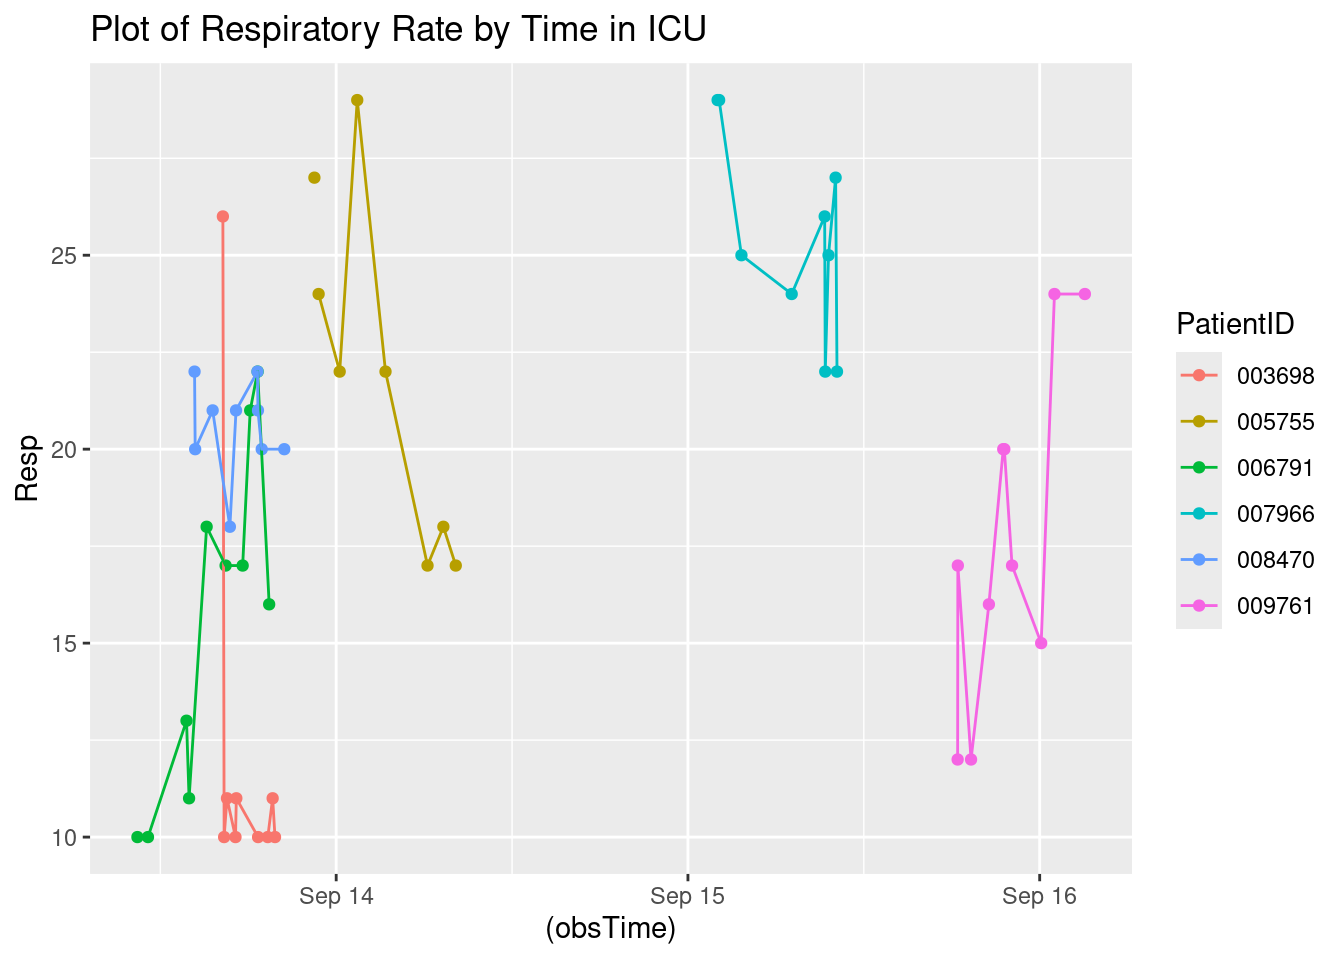 Plot of Respiratory Rate by Time in ICU
Resp
25
20
15
10
Sep 14
Sep 15
Sep 16
(obsTime)
PatientID
003698
005755
006791
007966
008470
009761